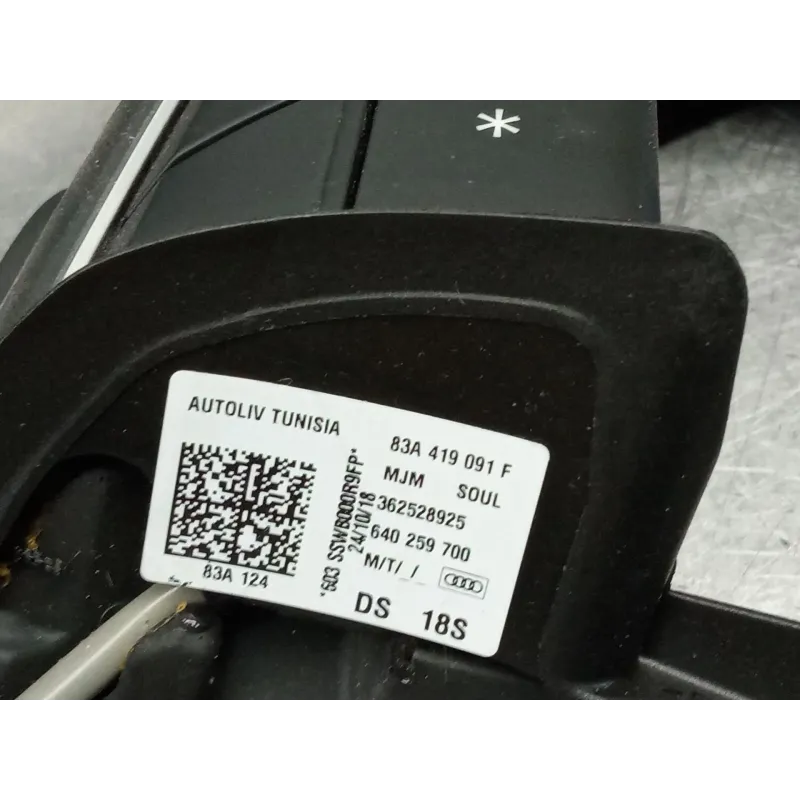 *
AUTOLIV TUNISIA
83A 419 091 F
MJM SOUL
362528925
640 259 700
M/T/_/_
DS 18S
83A 124
*603 SSWB000R9FP*
24/10/18